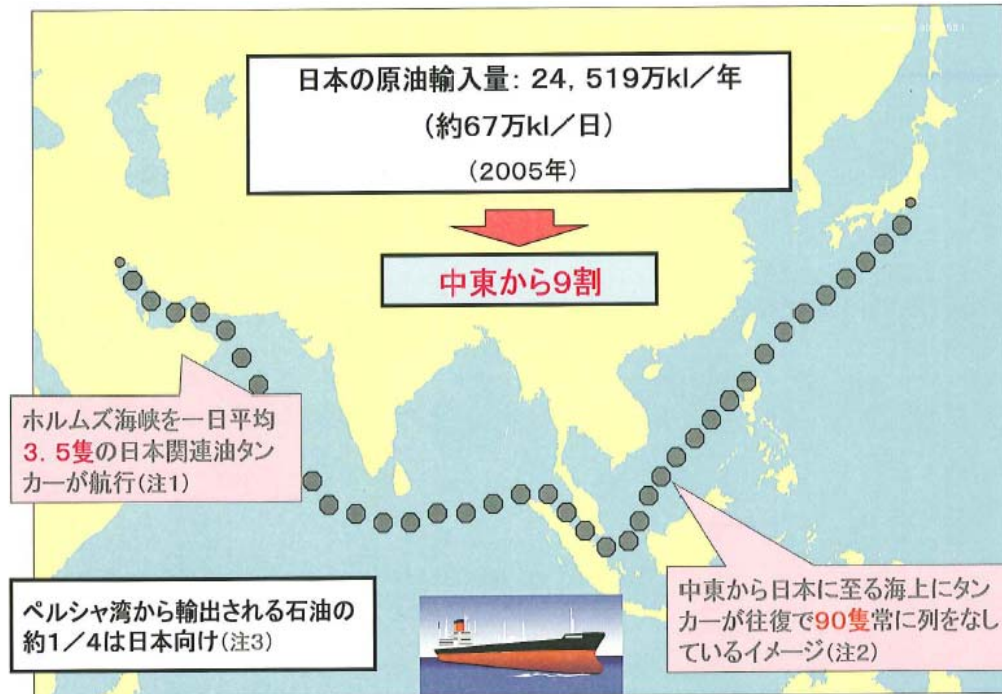 日本の原油輸入量: 24, 519万kl／年
(約67万kl／日)
(2005年)
中東から9割
ホルムズ海峡を一日平均
3. 5隻の日本関連油タン
カーが航行(注1)
ペルシャ湾から輸出される石油の
約1／4は日本向け(注3)
中東から日本に至る海上にタン
カーが往復で90隻常に列をなし
ているイメージ(注2)